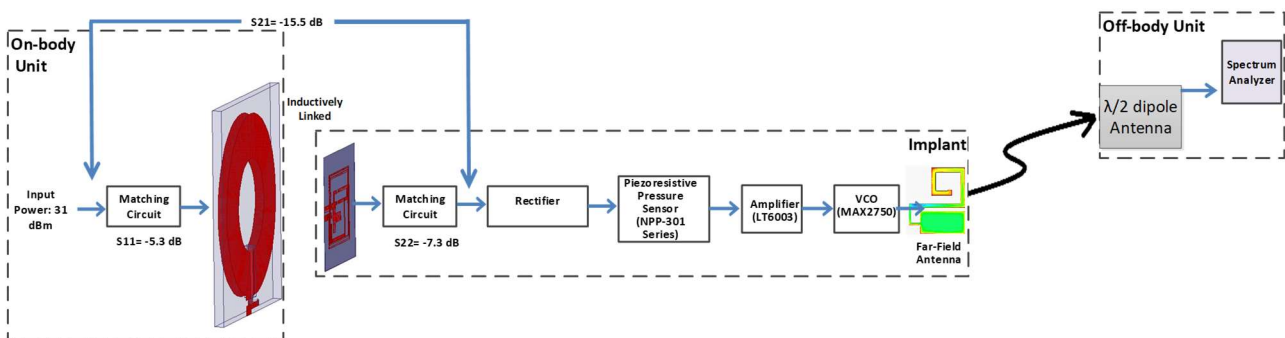 S21= -15.5 dB
On-body
Unit
Input
Power: 31
dBm
Matching
Circuit
S11= -5.3 dB
Inductively
Linked
Implant
Matching
Circuit
S22= -7.3 dB
Rectifier
Piezoresistive
Pressure
Sensor
(NPP-301
Series)
Amplifier
(LT6003)
VCO
(MAX2750)
Far-Field
Antenna
Off-body Unit
λ/2 dipole
Antenna
Spectrum
Analyzer